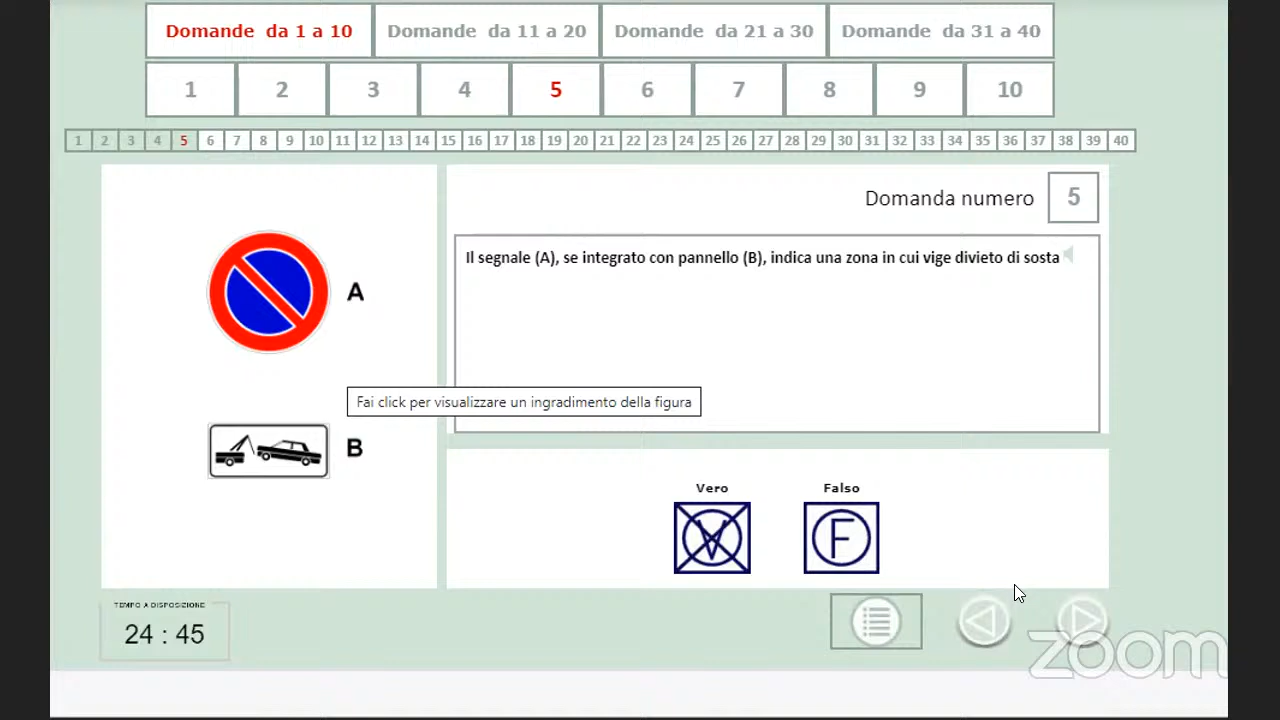 Domande da 1 a 10 Domande da 11 a 20 Domande da 21 a 30 Domande da 31 a 40
1 2 3 4 5 6 7 8 9 10
1 2 3 4 5 6 7 8 9 10 11 12 13 14 15 16 17 18 19 20 21 22 23 24 25 26 27 28 29 30 31 32 33 34 35 36 37 38 39 40
Domanda numero 5
Il segnale (A), se integrato con pannello (B), indica una zona in cui vige divieto di sosta
A
Fai click per visualizzare un ingradimento della figura
B
Vero Falso
V F
TEMPO A DISPOSIZIONE
24 : 45
zoom